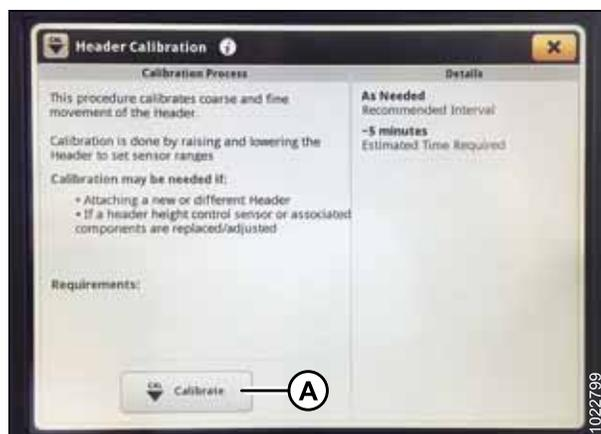 Header Calibration
Calibration Process
This procedure calibrates coarse and fine
movement of the Header.
Calibration is done by raising and lowering the
Header to set sensor ranges
Calibration may be needed if:
• Attaching a new or different Header
• If a header height control sensor or associated
components are replaced/adjusted
Requirements:
CAL Calibrate
A
Details
As Needed
Recommended Interval
~5 minutes
Estimated Time Required
1022799